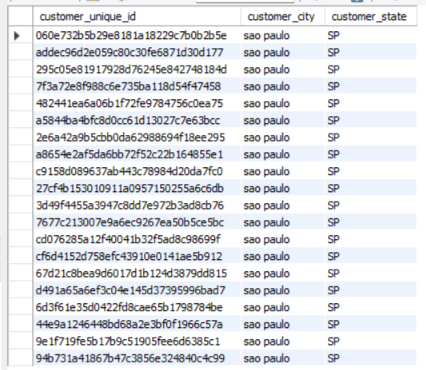 customer_unique_id customer_city customer_state
060e732b5b29e8181a18229c7b0b2b5e sao paulo SP
addec96d2e059c80c30fe6871d30d177 sao paulo SP
295c05e81917928d76245e842748184d sao paulo SP
7f3a72e8f988c6e735ba118d54f47458 sao paulo SP
482441ea6a06b1f72fe9784756c0ea75 sao paulo SP
a5844ba4bfc8d0cc61d13027c7e63bcc sao paulo SP
2e6a42a9b5cbb0da62988694f18ee295 sao paulo SP
a8654e2af5da6bb72f52c22b164855e1 sao paulo SP
c9158d089637ab443c78984d20da7fc0 sao paulo SP
27cf4b153010911a0957150255a6c6db sao paulo SP
3d49f4455a3947c8dd7e972b3ad8cb76 sao paulo SP
7677c213007e9a6ec9267ea50b5ce5bc sao paulo SP
cd076285a12f40041b32f5ad8c98699f sao paulo SP
cf6d4152d758efc43910e0141ae5b912 sao paulo SP
67d21c8bea9d6017d1b124d3879dd815 sao paulo SP
d491a65a6ef3c04e145d37395996bad7 sao paulo SP
6d3f61e35d0422fd8cae65b1798784be sao paulo SP
44e9a1246448bd68a2e3bf0f1966c57a sao paulo SP
9e1f719fe5b17b9c51905fee6d6385c1 sao paulo SP
94b731a41867b47c3856e324840c4c99 sao paulo SP